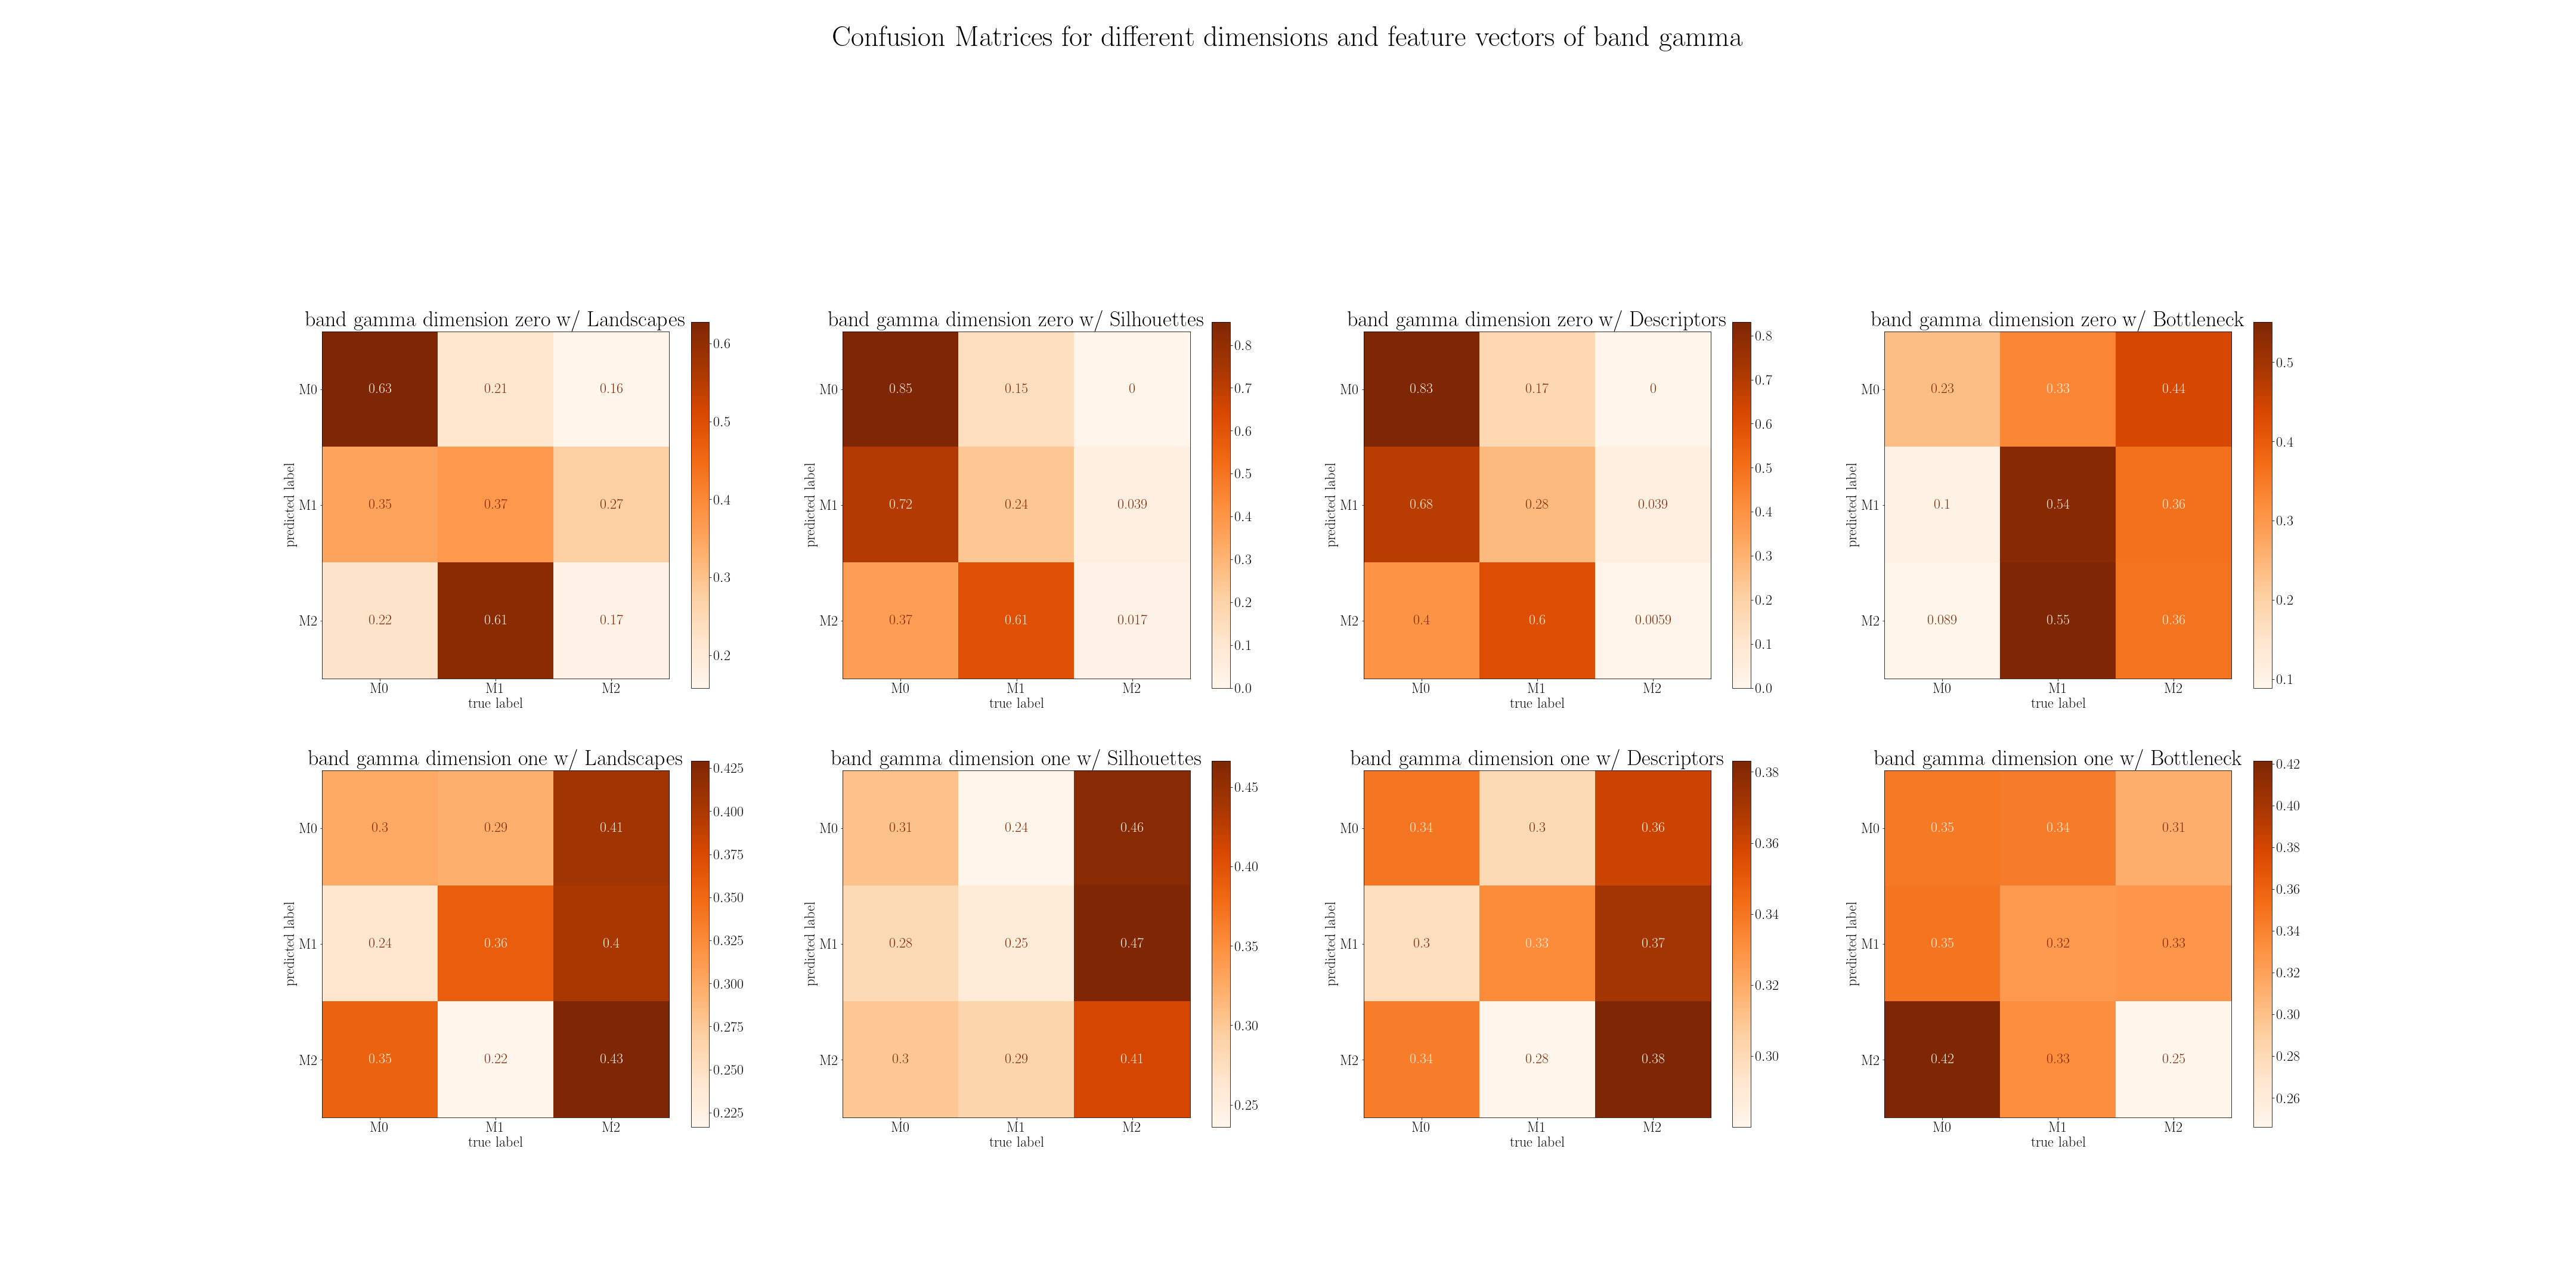 Confusion Matrices for different dimensions and feature vectors of band gamma
band gamma dimension zero w/ Landscapes
predicted label
M0 0.63 0.21 0.16
M1 0.35 0.37 0.27
M2 0.22 0.61 0.17
M0 M1 M2
true label
0.6
0.5
0.4
0.3
0.2
band gamma dimension zero w/ Silhouettes
predicted label
M0 0.85 0.15 0
M1 0.72 0.24 0.039
M2 0.37 0.61 0.017
M0 M1 M2
true label
0.8
0.7
0.6
0.5
0.4
0.3
0.2
0.1
0.0
band gamma dimension zero w/ Descriptors
predicted label
M0 0.83 0.17 0
M1 0.68 0.28 0.039
M2 0.4 0.6 0.0059
M0 M1 M2
true label
0.8
0.7
0.6
0.5
0.4
0.3
0.2
0.1
0.0
band gamma dimension zero w/ Bottleneck
predicted label
M0 0.23 0.33 0.44
M1 0.1 0.54 0.36
M2 0.089 0.55 0.36
M0 M1 M2
true label
0.5
0.4
0.3
0.2
0.1
band gamma dimension one w/ Landscapes
predicted label
M0 0.3 0.29 0.41
M1 0.24 0.36 0.4
M2 0.35 0.22 0.43
M0 M1 M2
true label
0.425
0.400
0.375
0.350
0.325
0.300
0.275
0.250
0.225
band gamma dimension one w/ Silhouettes
predicted label
M0 0.31 0.24 0.46
M1 0.28 0.25 0.47
M2 0.3 0.29 0.41
M0 M1 M2
true label
0.45
0.40
0.35
0.30
0.25
band gamma dimension one w/ Descriptors
predicted label
M0 0.34 0.3 0.36
M1 0.3 0.33 0.37
M2 0.34 0.28 0.38
M0 M1 M2
true label
0.38
0.36
0.34
0.32
0.30
band gamma dimension one w/ Bottleneck
predicted label
M0 0.35 0.34 0.31
M1 0.35 0.32 0.33
M2 0.42 0.33 0.25
M0 M1 M2
true label
0.42
0.40
0.38
0.36
0.34
0.32
0.30
0.28
0.26